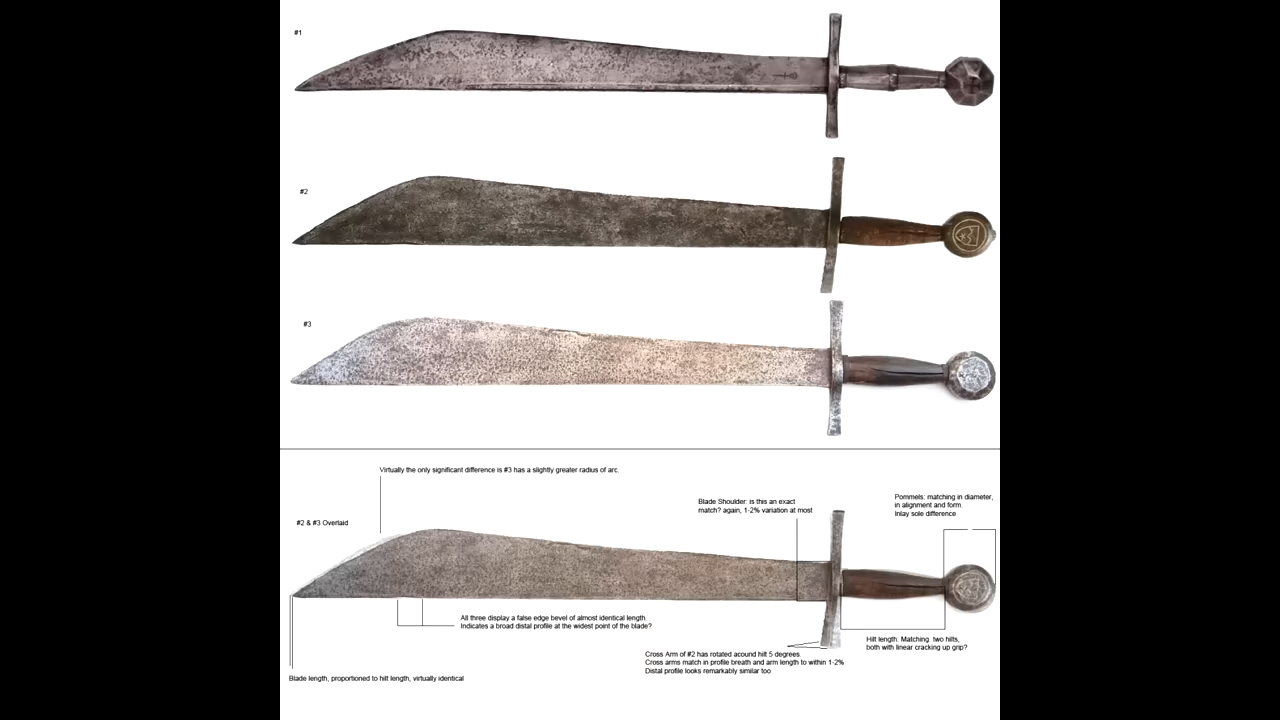 #1
#2
#3
Virtually the only significant difference is #3 has a slightly greater radius of arc.
#2 & #3 Overlaid
Blade Shoulder: is this an exact
match? again, 1-2% variation at most
Pommels: matching in diameter,
in alignment and form.
Inlay sole difference
All three display a false edge bevel of almost identical length.
Indicates a broad distal profile at the widest point of the blade?
Hilt length: Matching. two hilts,
both with linear cracking up grip?
Cross Arm of #2 has rotated acound hilt 5 degrees.
Cross arms match in profile breath and arm length to within 1-2%
Distal profile looks remarkably similar too
Blade length, proportioned to hilt length, virtually identical